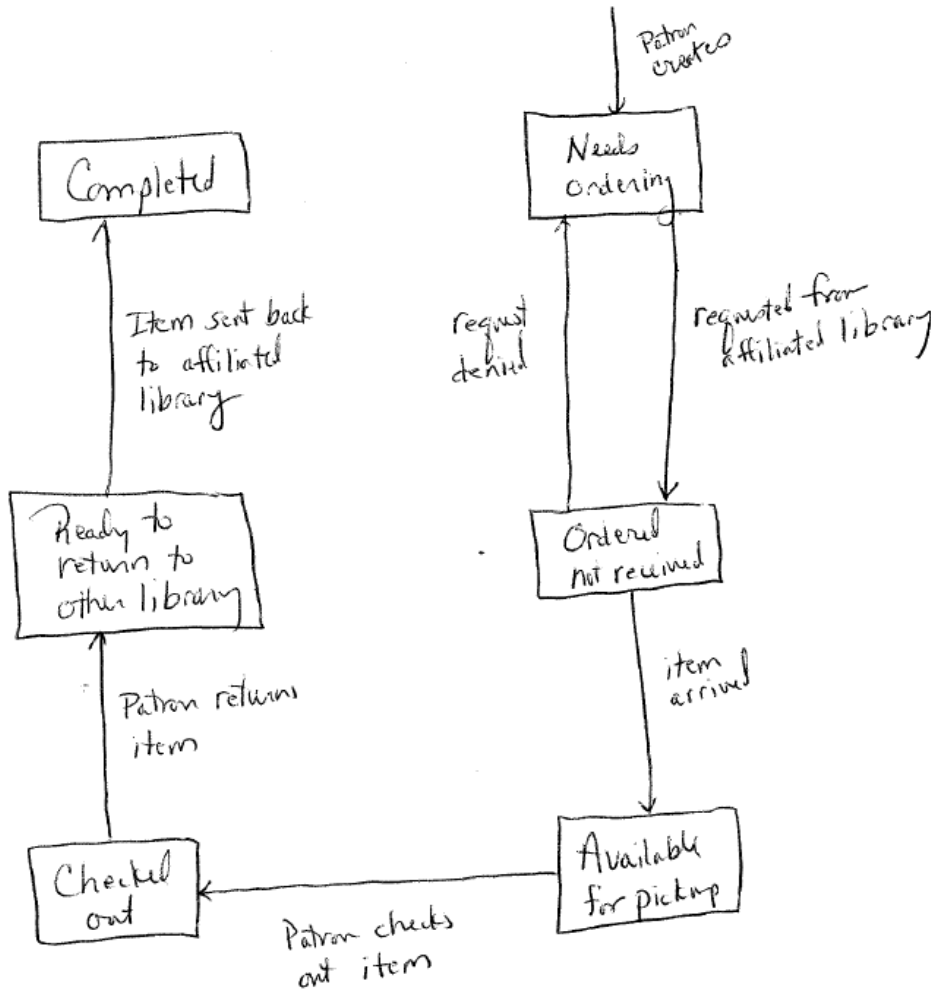 Patron
creates
Needs
ordering
requested from
affiliated library
request
denied
Ordered
not received
item
arrived
Available
for pickup
Patron checks
out item
Checked
out
Patron returns
item
Ready to
return to
other library
Item sent back
to affiliated
library
Completed